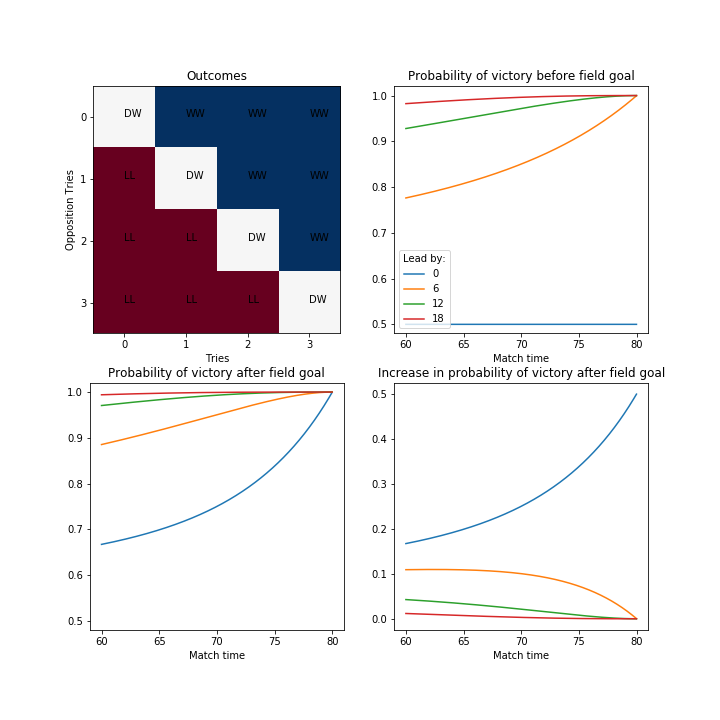 Outcomes
0 DW WW WW WW
1 LL DW WW WW
2 LL LL DW WW
3 LL LL LL DW
Opposition Tries
0 1 2 3
Tries
Probability of victory before field goal
1.0
0.9
0.8
0.7
0.6
0.5
Lead by:
0
6
12
18
60 65 70 75 80
Match time
Probability of victory after field goal
1.0
0.9
0.8
0.7
0.6
0.5
60 65 70 75 80
Match time
Increase in probability of victory after field goal
0.5
0.4
0.3
0.2
0.1
0.0
60 65 70 75 80
Match time